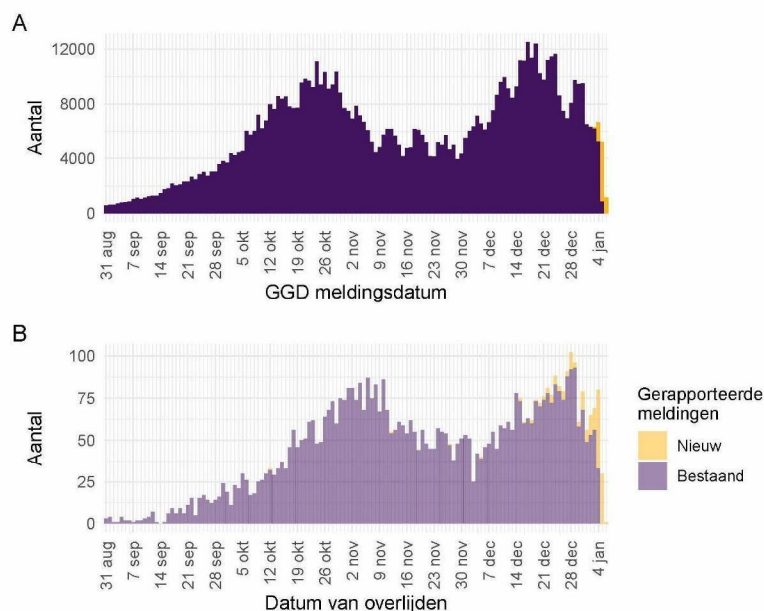 A
12000
8000
4000
0
Aantal
31 aug
7 sep
14 sep
21 sep
28 sep
5 okt
12 okt
19 okt
26 okt
2 nov
9 nov
16 nov
23 nov
30 nov
7 dec
14 dec
21 dec
28 dec
4 jan
GGD meldingsdatum
B
100
75
50
25
0
Aantal
31 aug
7 sep
14 sep
21 sep
28 sep
5 okt
12 okt
19 okt
26 okt
2 nov
9 nov
16 nov
23 nov
30 nov
7 dec
14 dec
21 dec
28 dec
4 jan
Datum van overlijden
Gerapporteerde
meldingen
Nieuw
Bestaand